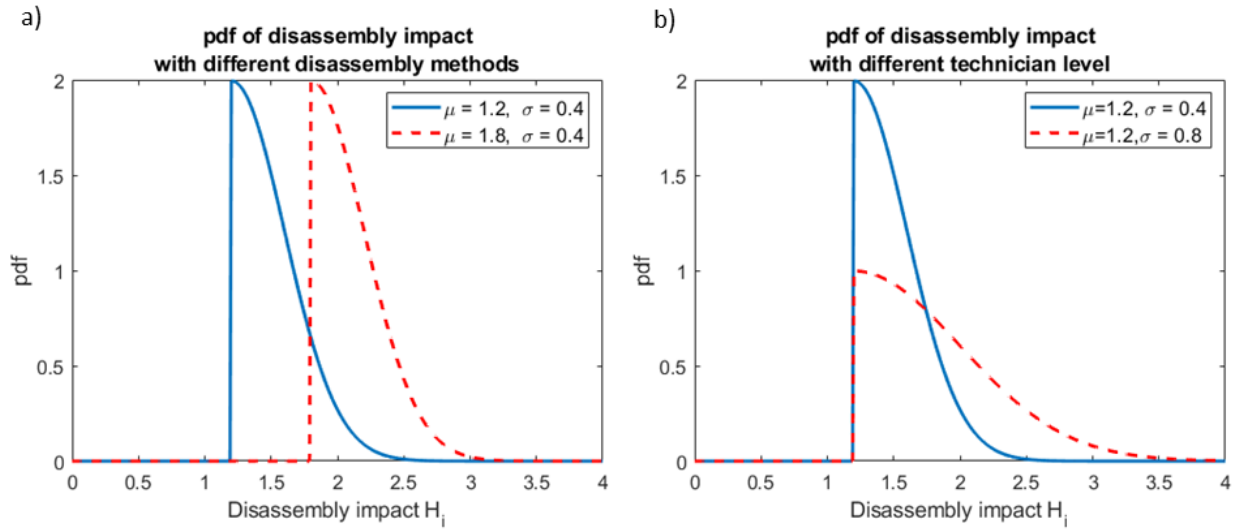 a)
pdf of disassembly impact
with different disassembly methods
μ = 1.2, σ = 0.4
μ = 1.8, σ = 0.4
2
1.5
1
0.5
0
pdf
0 0.5 1 1.5 2 2.5 3 3.5 4
Disassembly impact H_i
b)
pdf of disassembly impact
with different technician level
μ=1.2, σ = 0.4
μ=1.2,σ = 0.8
2
1.5
1
0.5
0
pdf
0 0.5 1 1.5 2 2.5 3 3.5 4
Disassembly impact H_i